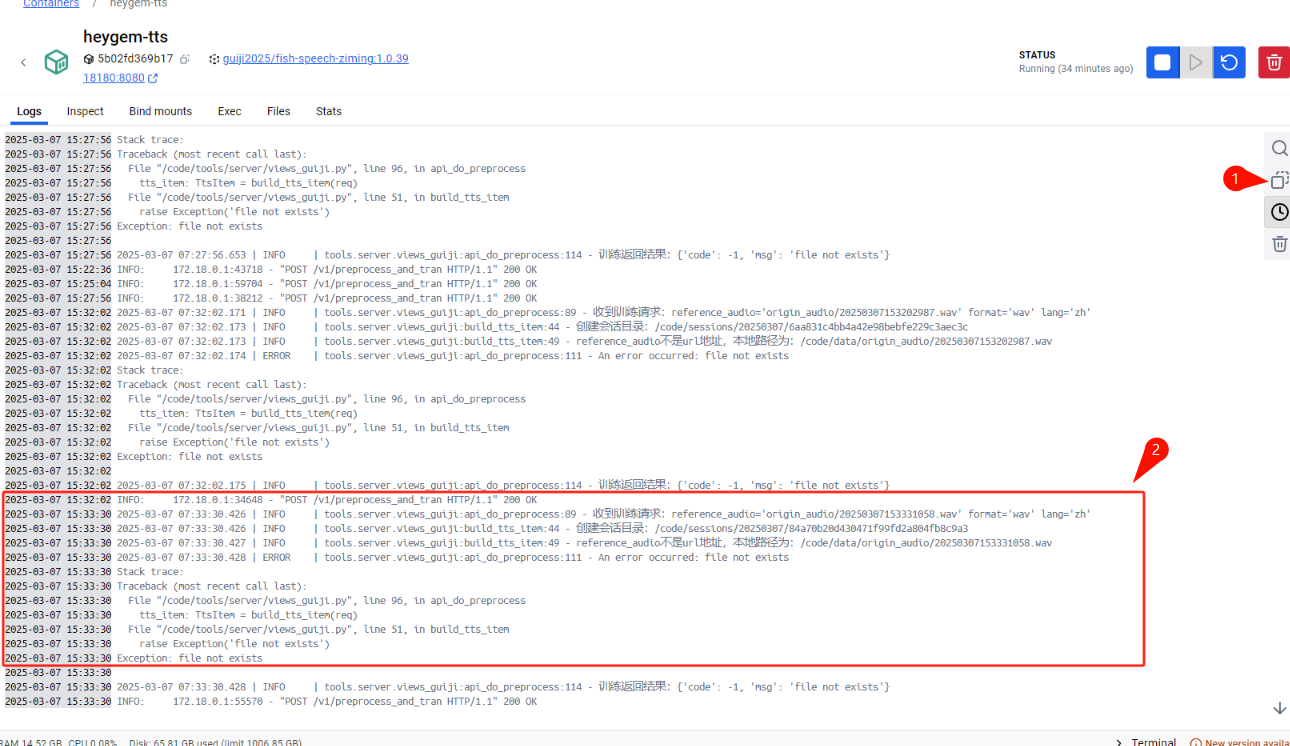 Containers / heygem-tts
heygem-tts
5b02fd369b17 guiji2025/fish-speech-ziming:1.0.39
18180:8080
STATUS
Running (34 minutes ago)
Logs Inspect Bind mounts Exec Files Stats
2025-03-07 15:27:56 Stack trace:
2025-03-07 15:27:56 Traceback (most recent call last):
2025-03-07 15:27:56 File "/code/tools/server/views_guiji.py", line 96, in api_do_preprocess
2025-03-07 15:27:56 tts_item: TtsItem = build_tts_item(req)
2025-03-07 15:27:56 File "/code/tools/server/views_guiji.py", line 51, in build_tts_item
2025-03-07 15:27:56 raise Exception('file not exists')
2025-03-07 15:27:56 Exception: file not exists
2025-03-07 15:27:56
2025-03-07 15:27:56 2025-03-07 07:27:56.653 | INFO | tools.server.views_guiji:api_do_preprocess:114 - 训练返回结果：{'code': -1, 'msg': 'file not exists'}
2025-03-07 15:22:36 INFO: 172.18.0.1:43718 - "POST /v1/preprocess_and_tran HTTP/1.1" 200 OK
2025-03-07 15:25:04 INFO: 172.18.0.1:59704 - "POST /v1/preprocess_and_tran HTTP/1.1" 200 OK
2025-03-07 15:27:56 INFO: 172.18.0.1:38212 - "POST /v1/preprocess_and_tran HTTP/1.1" 200 OK
2025-03-07 15:32:02 2025-03-07 07:32:02.171 | INFO | tools.server.views_guiji:api_do_preprocess:89 - 收到训练请求：reference_audio='origin_audio/20250307153202987.wav' format='wav' lang='zh'
2025-03-07 15:32:02 2025-03-07 07:32:02.173 | INFO | tools.server.views_guiji:build_tts_item:44 - 创建会话目录：/code/sessions/20250307/6aa831c4bb4a42e98bebfe229c3aec3c
2025-03-07 15:32:02 2025-03-07 07:32:02.173 | INFO | tools.server.views_guiji:build_tts_item:49 - reference_audio不是url地址，本地路径为：/code/data/origin_audio/20250307153202987.wav
2025-03-07 15:32:02 2025-03-07 07:32:02.174 | ERROR | tools.server.views_guiji:api_do_preprocess:111 - An error occurred: file not exists
2025-03-07 15:32:02 Stack trace:
2025-03-07 15:32:02 Traceback (most recent call last):
2025-03-07 15:32:02 File "/code/tools/server/views_guiji.py", line 96, in api_do_preprocess
2025-03-07 15:32:02 tts_item: TtsItem = build_tts_item(req)
2025-03-07 15:32:02 File "/code/tools/server/views_guiji.py", line 51, in build_tts_item
2025-03-07 15:32:02 raise Exception('file not exists')
2025-03-07 15:32:02 Exception: file not exists
2025-03-07 15:32:02
2025-03-07 15:32:02 2025-03-07 07:32:02.175 | INFO | tools.server.views_guiji:api_do_preprocess:114 - 训练返回结果：{'code': -1, 'msg': 'file not exists'}
2025-03-07 15:32:02 INFO: 172.18.0.1:34648 - "POST /v1/preprocess_and_tran HTTP/1.1" 200 OK
2025-03-07 15:33:30 2025-03-07 07:33:30.426 | INFO | tools.server.views_guiji:api_do_preprocess:89 - 收到训练请求：reference_audio='origin_audio/20250307153331058.wav' format='wav' lang='zh'
2025-03-07 15:33:30 2025-03-07 07:33:30.426 | INFO | tools.server.views_guiji:build_tts_item:44 - 创建会话目录：/code/sessions/20250307/84a70b20d430471f99fd2a804fb8c9a3
2025-03-07 15:33:30 2025-03-07 07:33:30.427 | INFO | tools.server.views_guiji:build_tts_item:49 - reference_audio不是url地址，本地路径为：/code/data/origin_audio/20250307153331058.wav
2025-03-07 15:33:30 2025-03-07 07:33:30.428 | ERROR | tools.server.views_guiji:api_do_preprocess:111 - An error occurred: file not exists
2025-03-07 15:33:30 Stack trace:
2025-03-07 15:33:30 Traceback (most recent call last):
2025-03-07 15:33:30 File "/code/tools/server/views_guiji.py", line 96, in api_do_preprocess
2025-03-07 15:33:30 tts_item: TtsItem = build_tts_item(req)
2025-03-07 15:33:30 File "/code/tools/server/views_guiji.py", line 51, in build_tts_item
2025-03-07 15:33:30 raise Exception('file not exists')
2025-03-07 15:33:30 Exception: file not exists
2025-03-07 15:33:30
2025-03-07 15:33:30 2025-03-07 07:33:30.428 | INFO | tools.server.views_guiji:api_do_preprocess:114 - 训练返回结果：{'code': -1, 'msg': 'file not exists'}
2025-03-07 15:33:30 INFO: 172.18.0.1:55570 - "POST /v1/preprocess_and_tran HTTP/1.1" 200 OK
1
2
RAM 14.52 GB CPU 0.08% Disk: 65.81 GB used (limit 1006.85 GB) Terminal New version availa